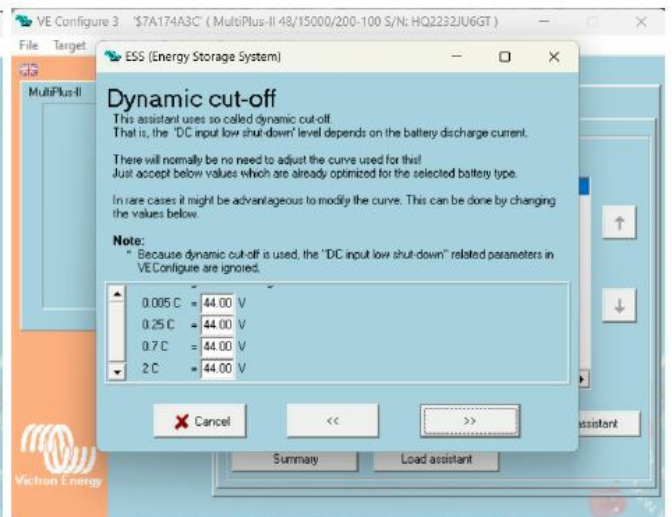 VE Configure 3 '$7A174A3C' ( MultiPlus-II 48/15000/200-100 S/N: HQ2232JU6GT )
File Target
ESS (Energy Storage System)
MultiPlus-II
Dynamic cut-off
This assistant uses so called dynamic cut-off.
That is, the "DC input low shut-down" level depends on the battery discharge current.
There will normally be no need to adjust the curve used for this!
Just accept below values which are already optimized for the selected battery type.
In rare cases it might be advantageous to modify the curve. This can be done by changing
the values below.
Note:
* Because dynamic cut-off is used, the "DC input low shut-down" related parameters in
VEConfigure are ignored.
0.005 C = 44.00 V
0.25 C = 44.00 V
0.7 C = 44.00 V
2 C = 44.00 V
Cancel << >>
ssistant
Summary Load assistant
Victron Energy